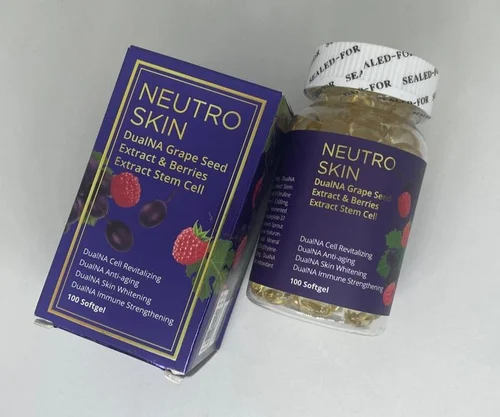 NEUTRO
SKIN
DualNA Grape Seed
Extract & Berries
Extract Stem Cell
DualNA Cell Revitalizing
DualNA Anti-aging
DualNA Skin Whitening
DualNA Immune Strengthening
100 Softgel
SEALED-FOR
SEALED-FOR
SEALED-FOR
NEUTRO
SKIN
DualNA Grape Seed
Extract & Berries
Extract Stem Cell
DualNA Cell Revitalizing
DualNA Anti-aging
DualNA Skin Whitening
DualNA Immune Strengthening
100 Softgel